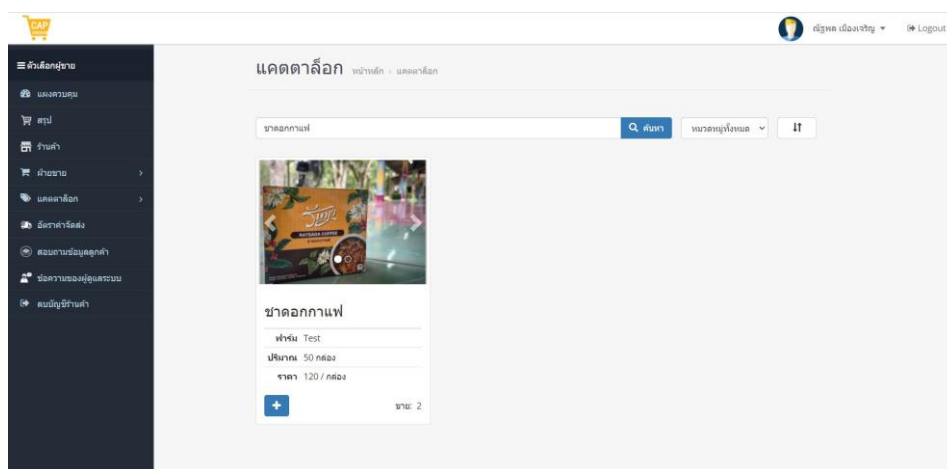 CAP
ณัฐพล เมืองเจริญ
Logout
ตัวเลือกผู้ขาย
แผงควบคุม
สรุป
ร้านค้า
ฝ่ายขาย
แคตตาล็อก
อัตราค่าจัดส่ง
สอบถามข้อมูลลูกค้า
ข้อความของผู้ดูแลระบบ
ลบบัญชีร้านค้า
แคตตาล็อก หน้าหลัก › แคตตาล็อก
ชาดอกกาแฟ
ค้นหา
หมวดหมู่ทั้งหมด
COFFEE
ชาดอกกาแฟ
ฟาร์ม Test
ปริมาณ 50 กล่อง
ราคา 120 / กล่อง
ขาย: 2